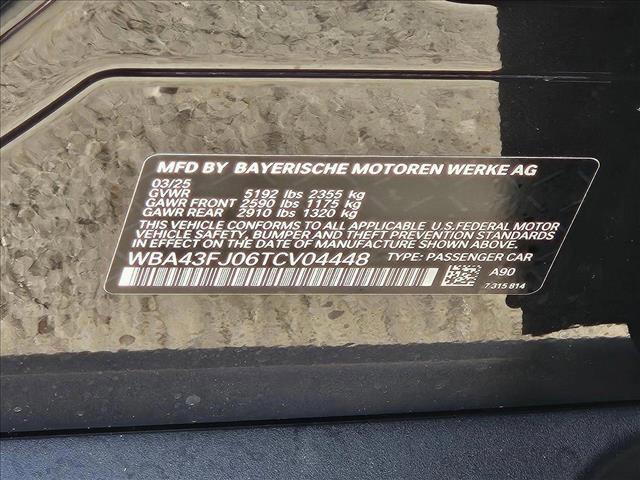 MFD BY BAYERISCHE MOTOREN WERKE AG
03/25
GVWR 5192 lbs 2355 kg
GAWR FRONT 2590 lbs 1175 kg
GAWR REAR 2910 lbs 1320 kg
THIS VEHICLE CONFORMS TO ALL APPLICABLE U.S.FEDERAL MOTOR
VEHICLE SAFETY, BUMPER AND THEFT PREVENTION STANDARDS
IN EFFECT ON THE DATE OF MANUFACTURE SHOWN ABOVE.
WBA43FJ06TCV04448 TYPE: PASSENGER CAR
A90
7 315 814